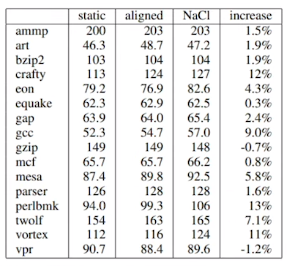 static aligned NaCl increase
ammp 200 203 203 1.5%
art 46.3 48.7 47.2 1.9%
bzip2 103 104 104 1.9%
crafty 113 124 127 12%
eon 79.2 76.9 82.6 4.3%
equake 62.3 62.9 62.5 0.3%
gap 63.9 64.0 65.4 2.4%
gcc 52.3 54.7 57.0 9.0%
gzip 149 149 148 -0.7%
mcf 65.7 65.7 66.2 0.8%
mesa 87.4 89.8 92.5 5.8%
parser 126 128 128 1.6%
perlbmk 94.0 99.3 106 13%
twolf 154 163 165 7.1%
vortex 112 116 124 11%
vpr 90.7 88.4 89.6 -1.2%